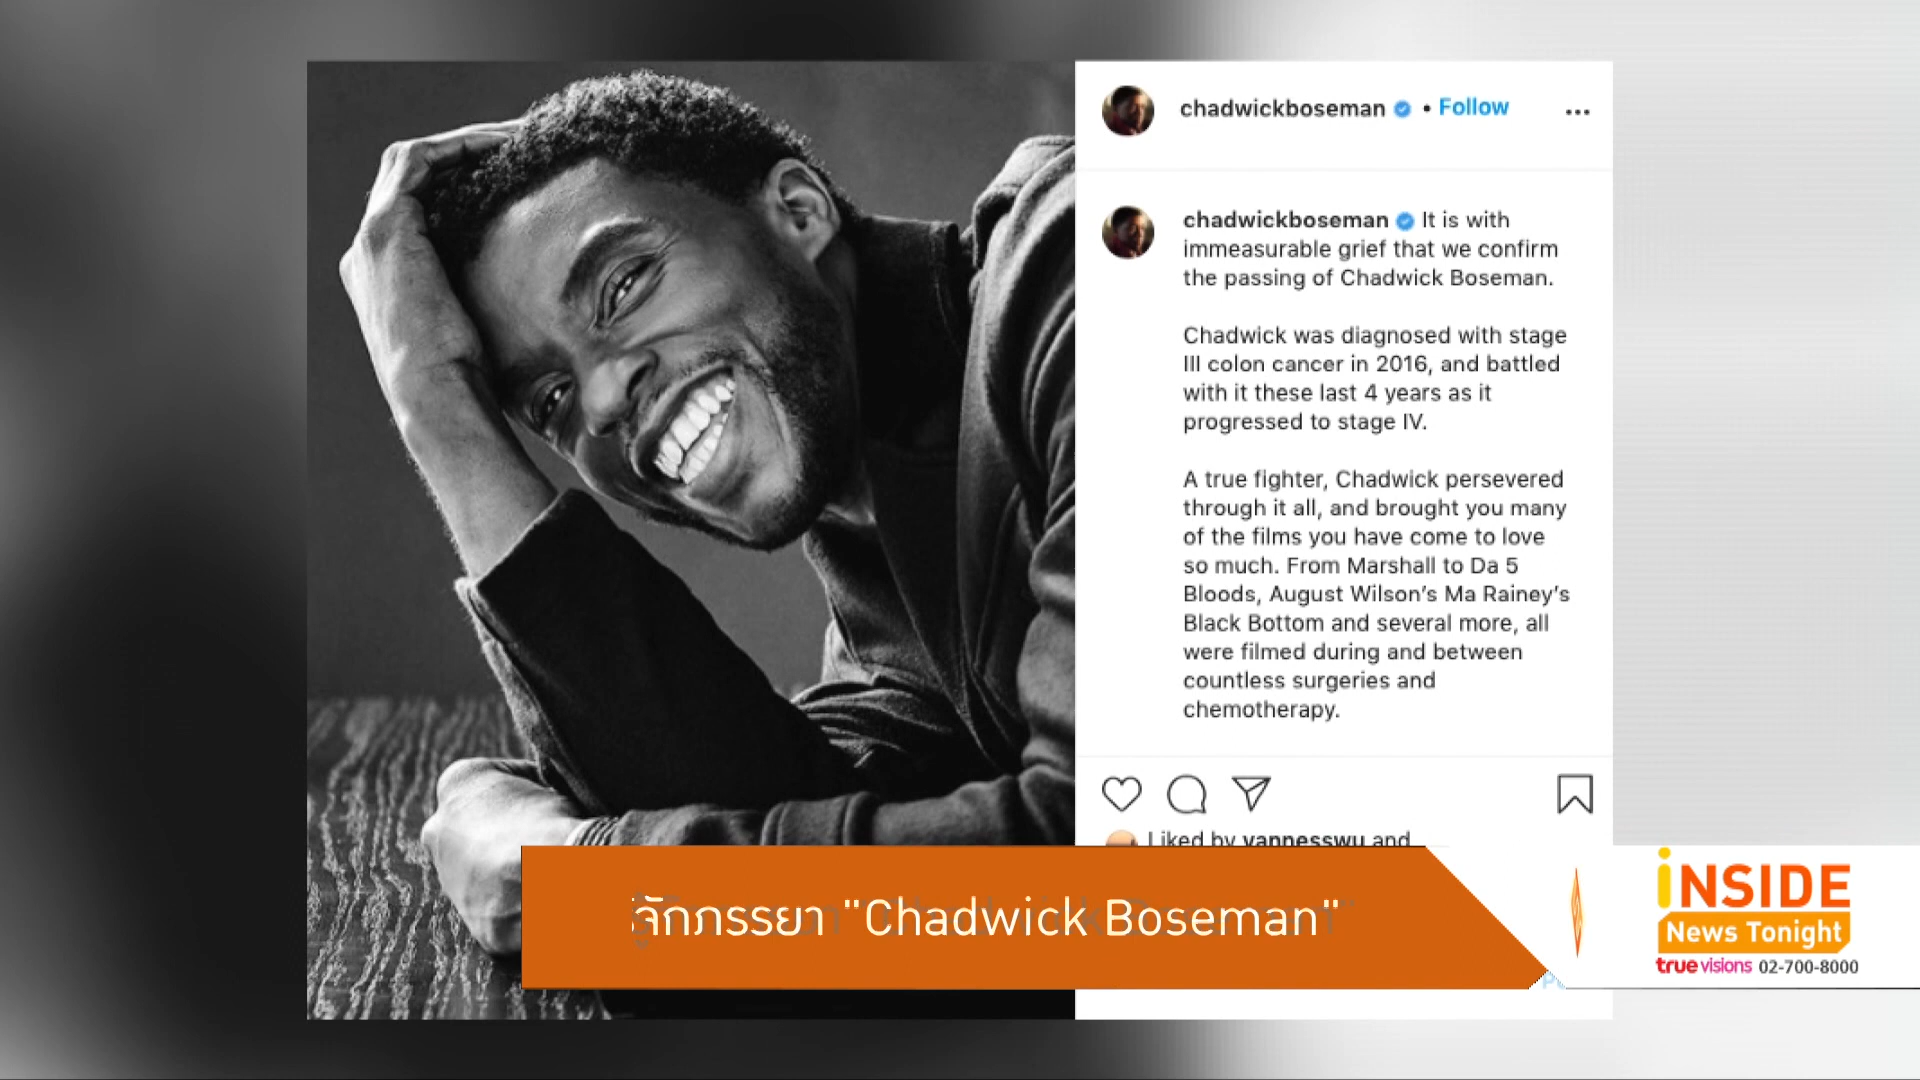 chadwickboseman • Follow
chadwickboseman It is with
immeasurable grief that we confirm
the passing of Chadwick Boseman.
Chadwick was diagnosed with stage
III colon cancer in 2016, and battled
with it these last 4 years as it
progressed to stage IV.
A true fighter, Chadwick persevered
through it all, and brought you many
of the films you have come to love
so much. From Marshall to Da 5
Bloods, August Wilson’s Ma Rainey’s
Black Bottom and several more, all
were filmed during and between
countless surgeries and
chemotherapy.
Liked by vannesswu and
"Chadwick Boseman"
iNSIDE
News Tonight
truevisions 02-700-8000